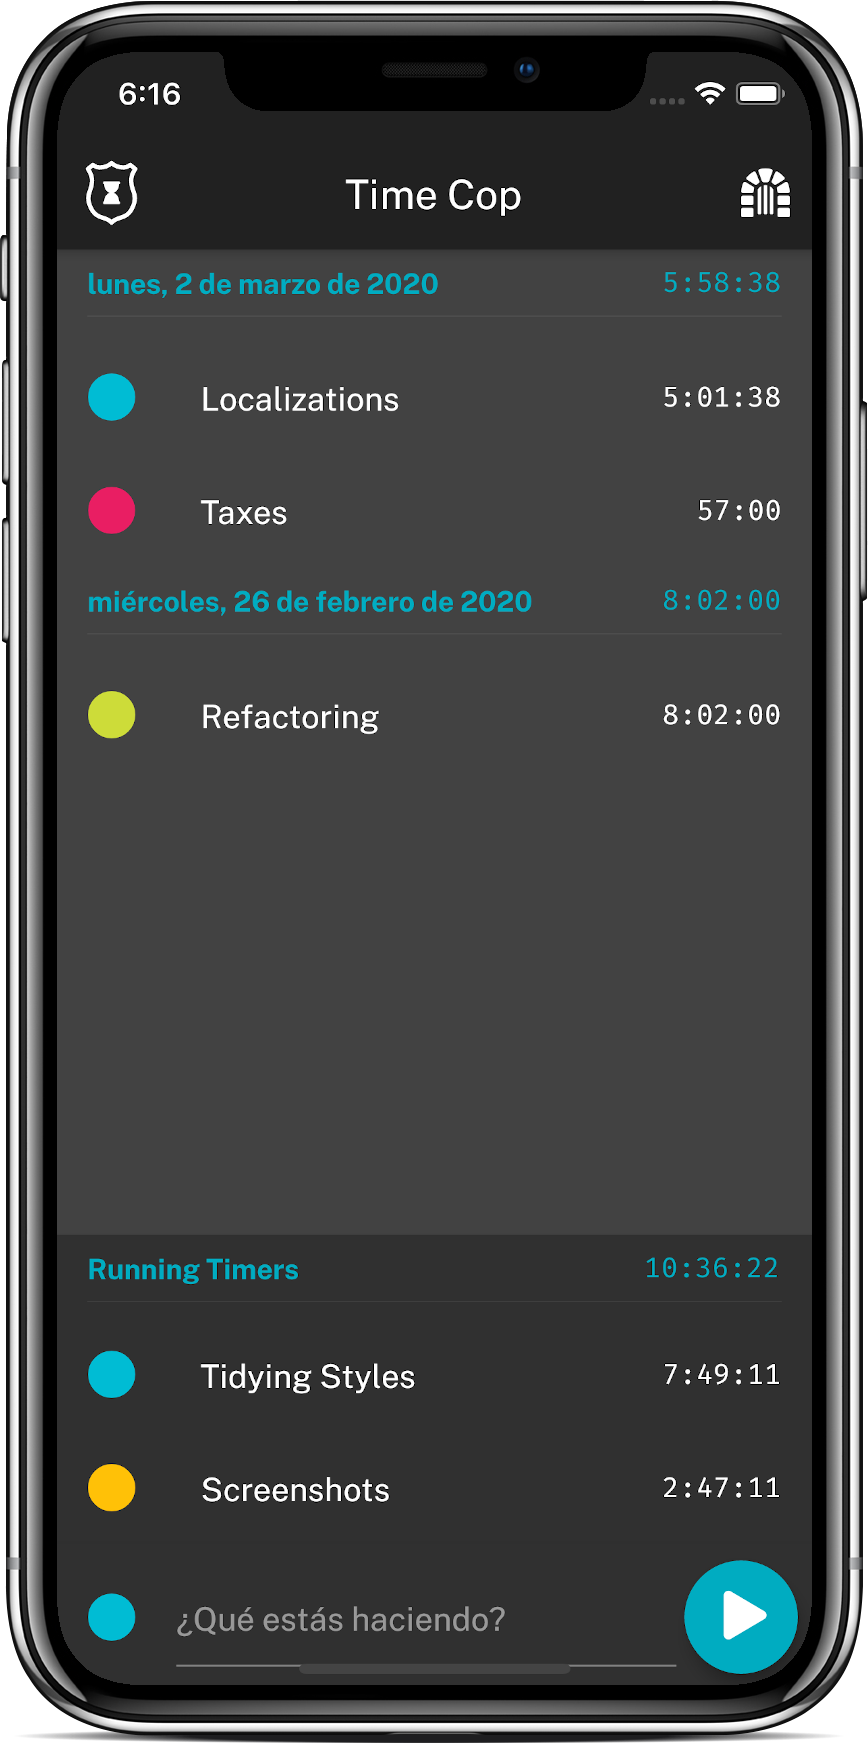 6:16
Time Cop
lunes, 2 de marzo de 2020 5:58:38
Localizations 5:01:38
Taxes 57:00
miércoles, 26 de febrero de 2020 8:02:00
Refactoring 8:02:00
Running Timers 10:36:22
Tidying Styles 7:49:11
Screenshots 2:47:11
¿Qué estás haciendo?